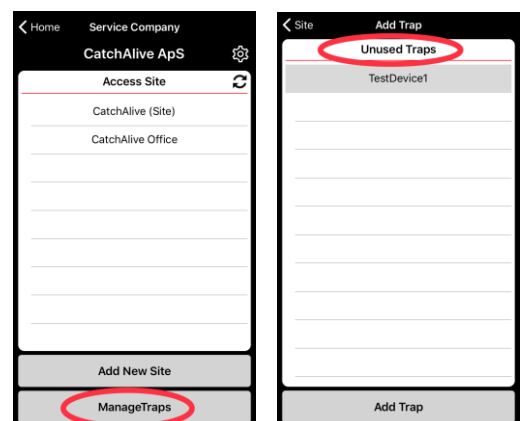 Home Service Company
CatchAlive ApS
Access Site
CatchAlive (Site)
CatchAlive Office
Add New Site
ManageTraps
Site Add Trap
Unused Traps
TestDevice1
Add Trap